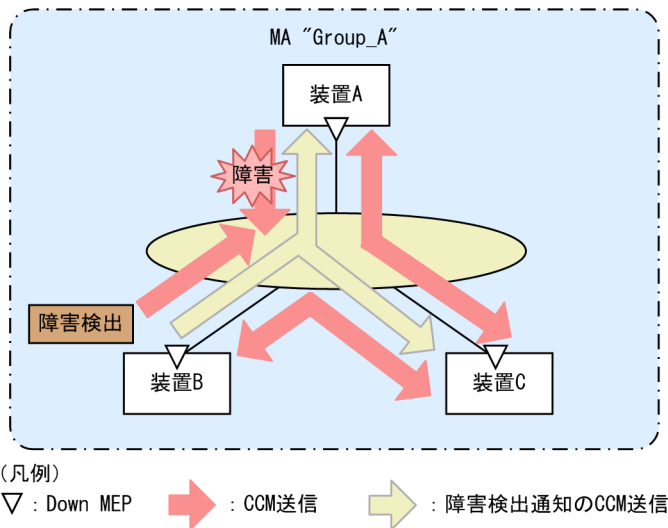 MA "Group_A"
装置A
障害
障害検出
装置B
装置C
(凡例)
: Down MEP
: CCM送信
: 障害検出通知のCCM送信